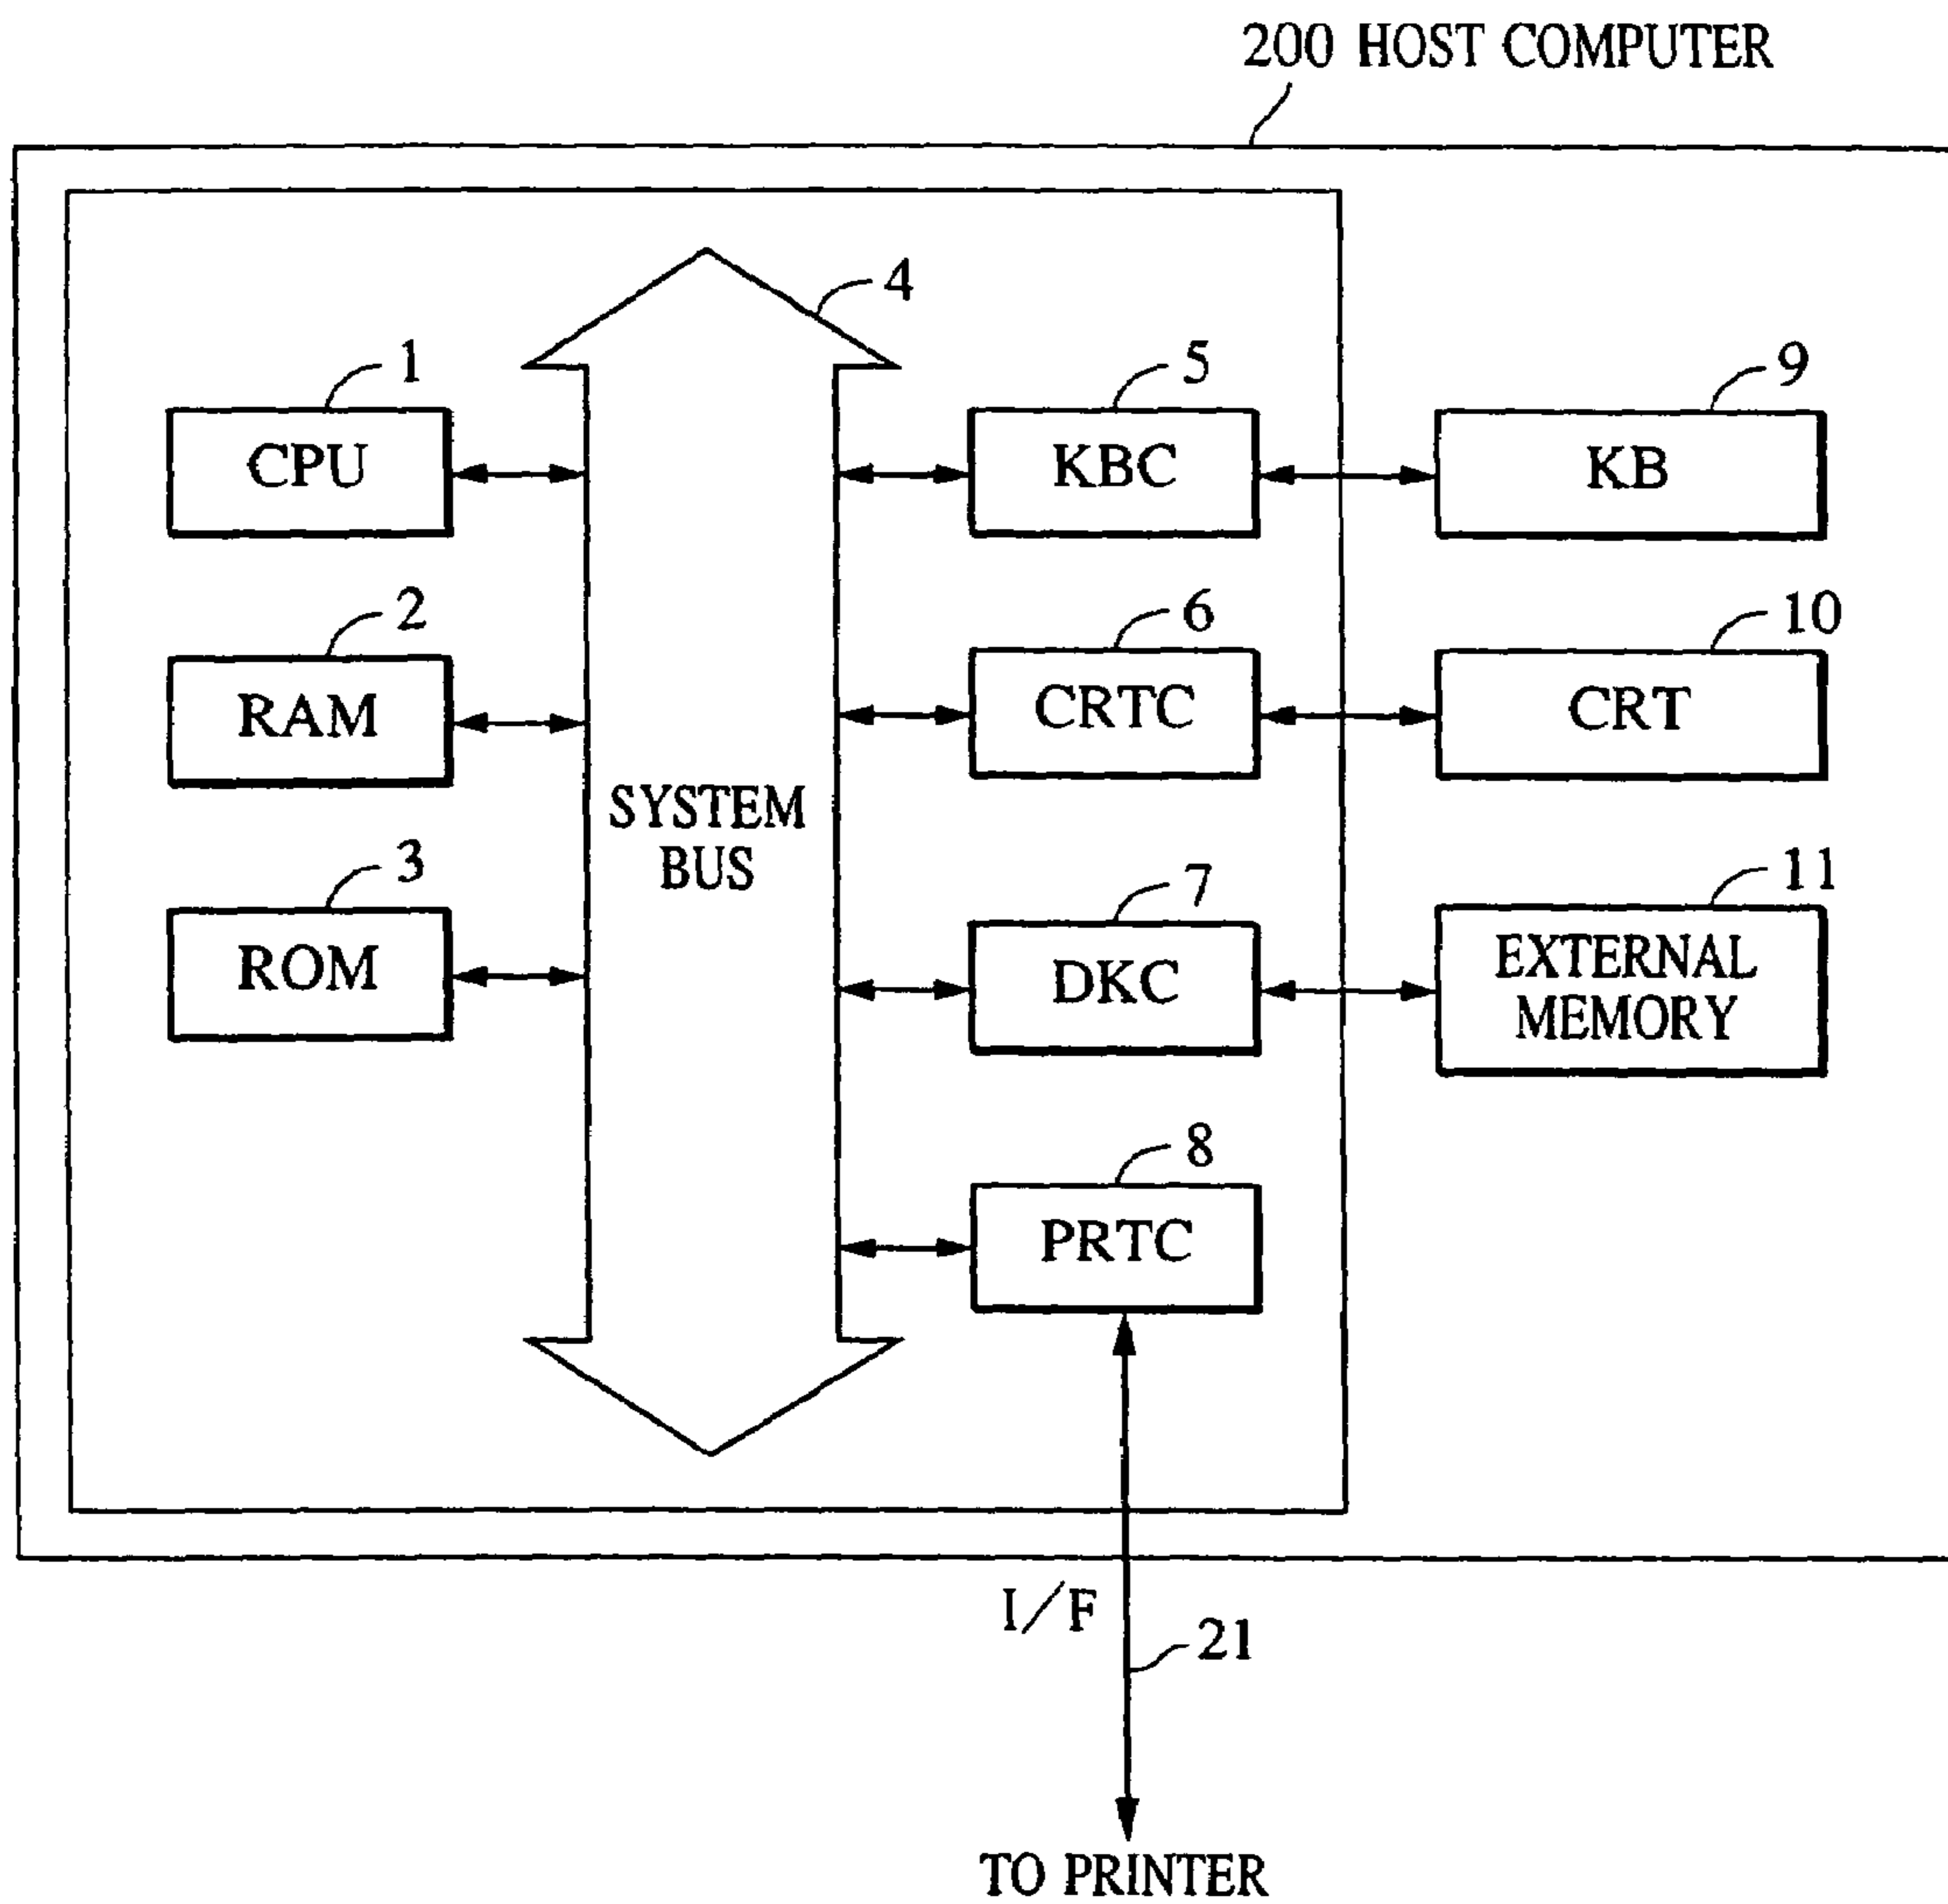 200 HOST COMPUTER
4
1
5
9
CPU
KBC
KB
2
6
10
RAM
CRTC
CRT
SYSTEM
BUS
3
7
11
ROM
DKC
EXTERNAL
MEMORY
8
PRTC
I/F
21
TO PRINTER